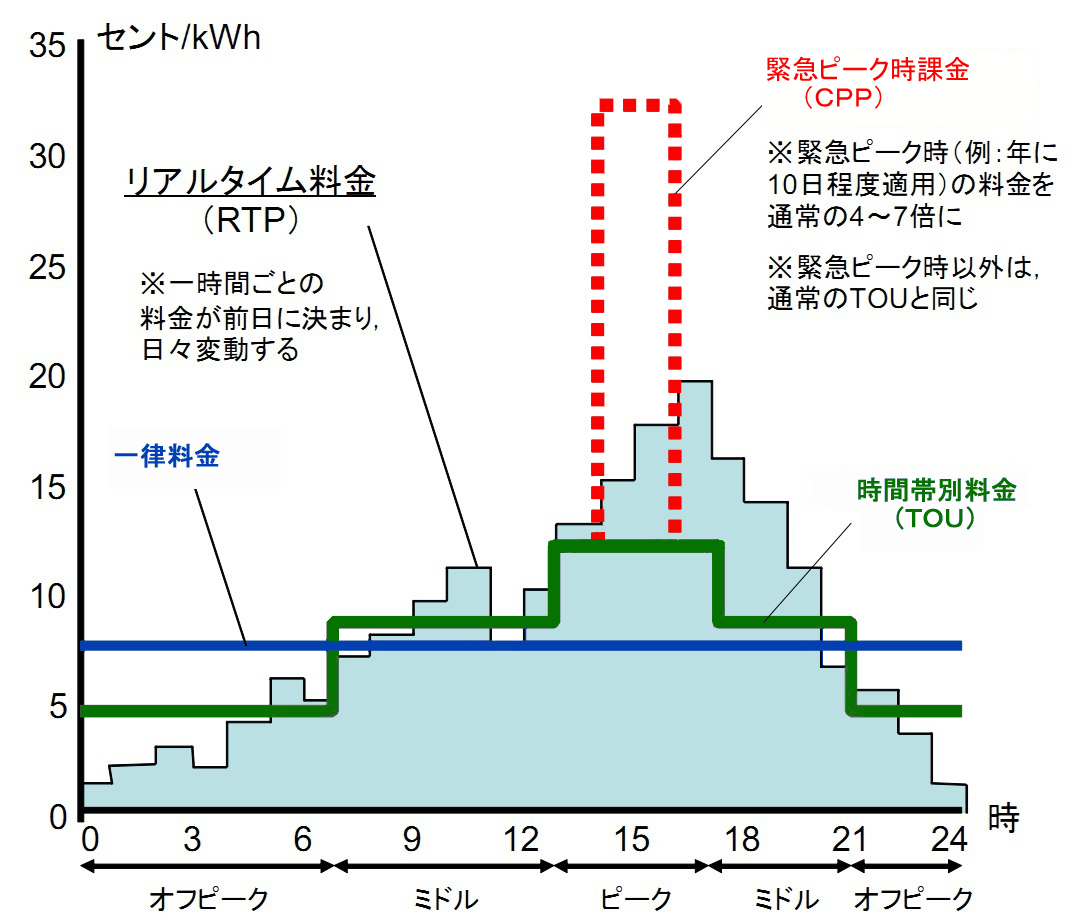 セント/kWh
35
30
25
20
15
10
5
0
緊急ピーク時課金
（CPP）
※緊急ピーク時（例：年に
10日程度適用）の料金を
通常の4～7倍に
※緊急ピーク時以外は，
通常のTOUと同じ
リアルタイム料金
（RTP）
※一時間ごとの
料金が前日に決まり，
日々変動する
一律料金
時間帯別料金
（TOU）
0 3 6 9 12 15 18 21 24 時
オフピーク ミドル ピーク ミドル オフピーク